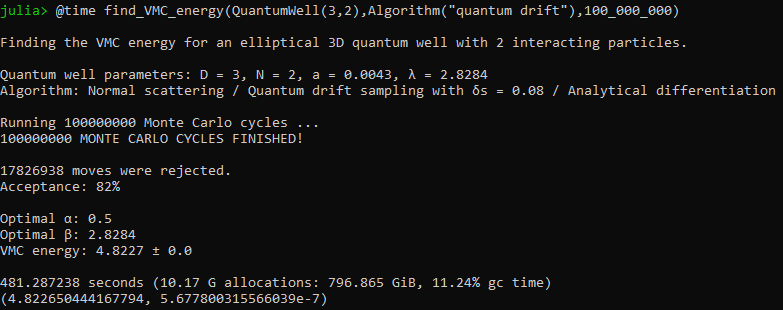 julia> @time find_VMC_energy(QuantumWell(3,2),Algorithm("quantum drift"),100_000_000)
Finding the VMC energy for an elliptical 3D quantum well with 2 interacting particles.
Quantum well parameters: D = 3, N = 2, a = 0.0043, λ = 2.8284
Algorithm: Normal scattering / Quantum drift sampling with δs = 0.08 / Analytical differentiation
Running 100000000 Monte Carlo cycles ...
100000000 MONTE CARLO CYCLES FINISHED!
17826938 moves were rejected.
Acceptance: 82%
Optimal α: 0.5
Optimal β: 2.8284
VMC energy: 4.8227 ± 0.0
481.287238 seconds (10.17 G allocations: 796.865 GiB, 11.24% gc time)
(4.822650444167794, 5.677800315566039e-7)